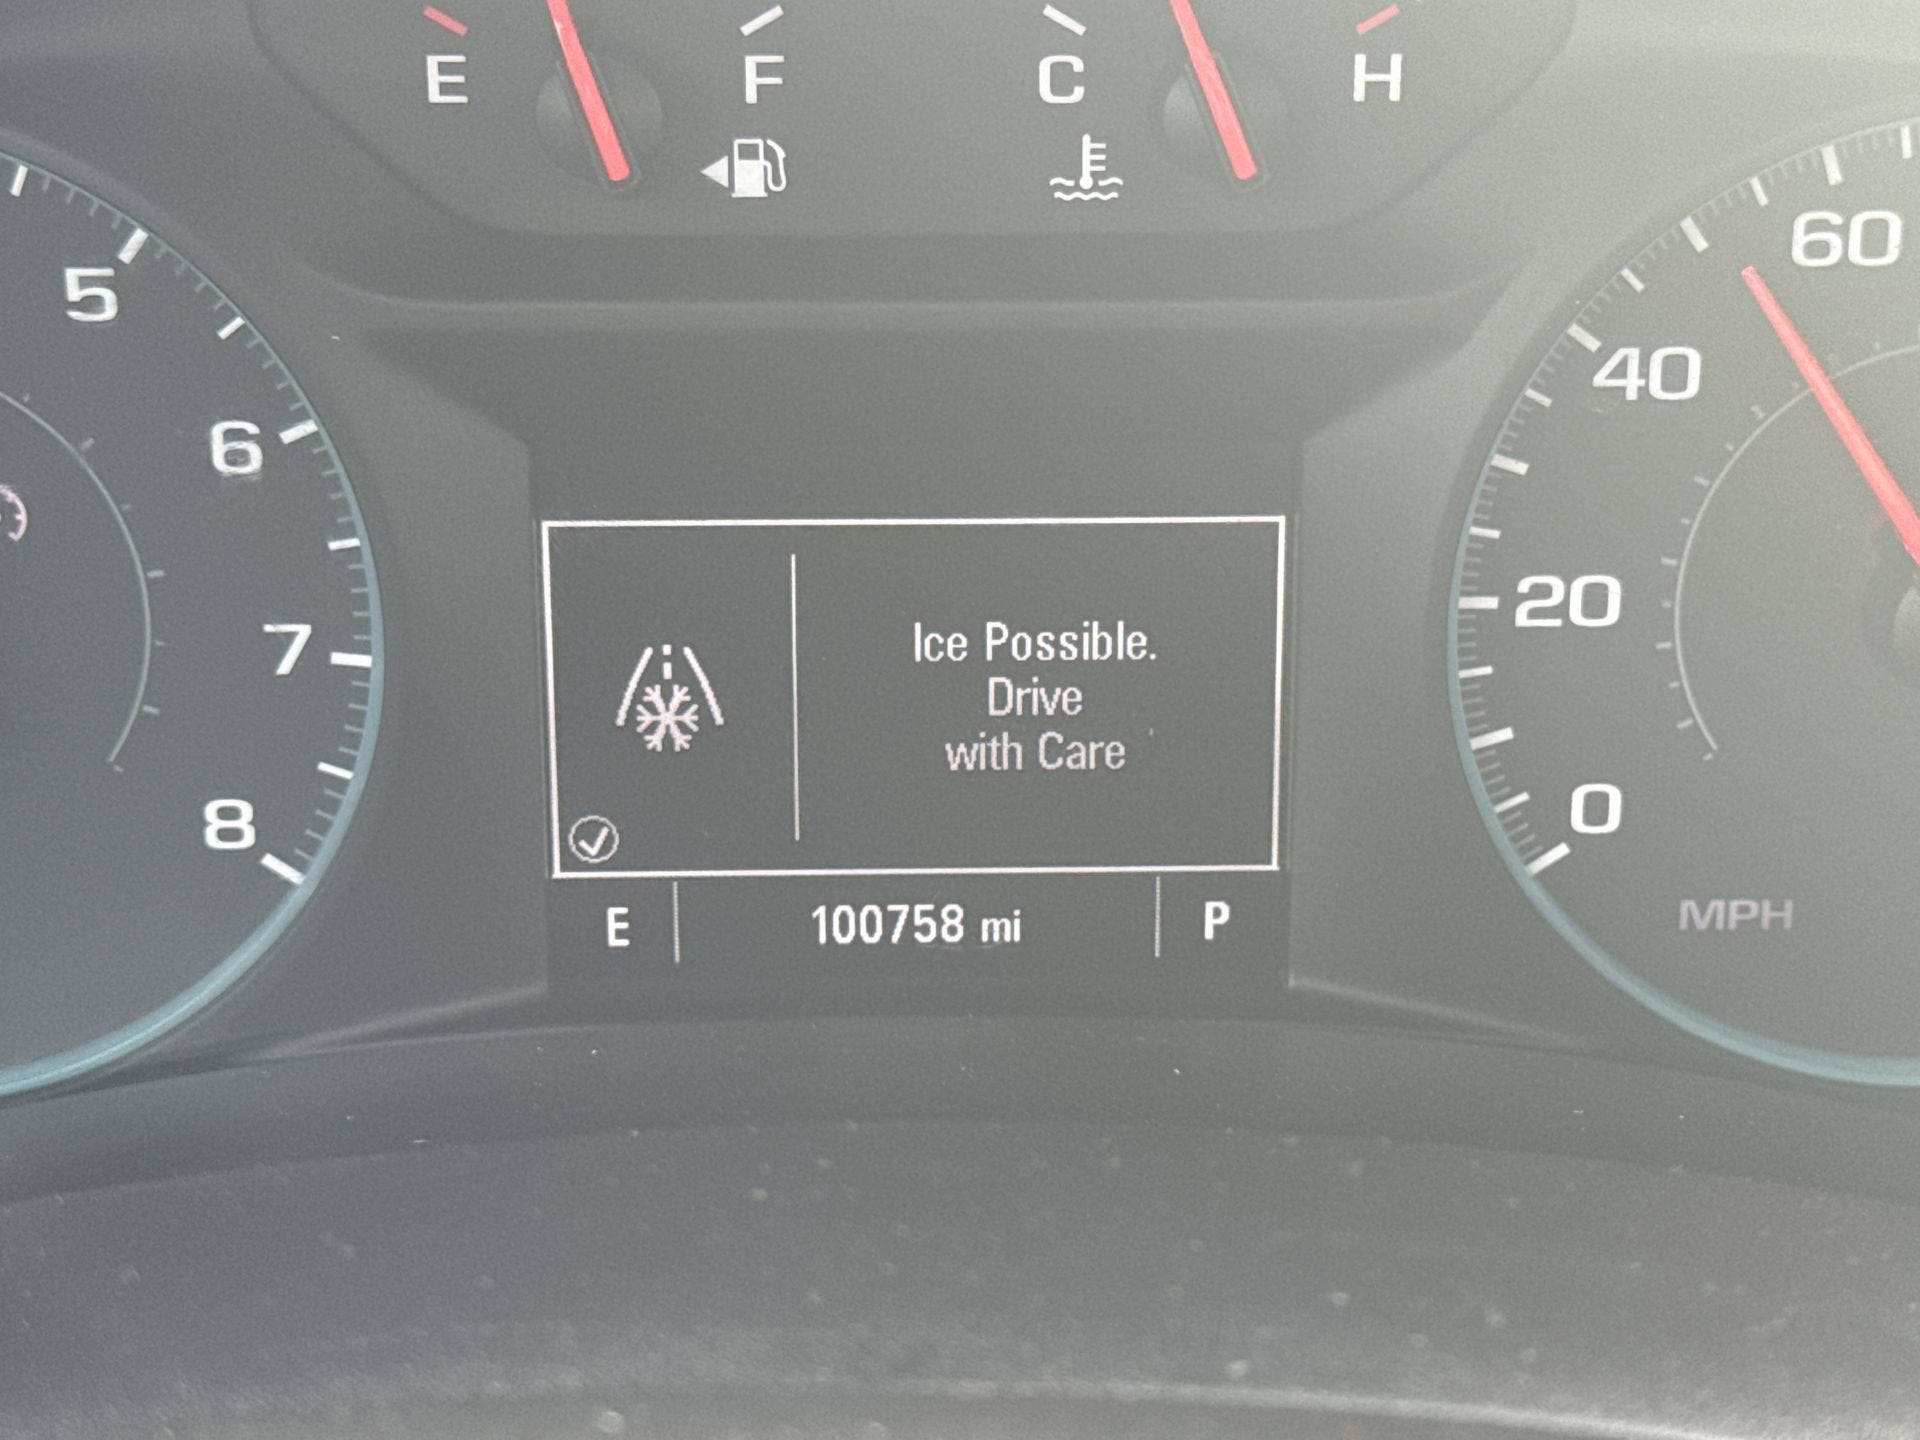 E F C H
5
6
7
8
60
40
20
0
MPH
Ice Possible.
Drive
with Care
E 100758 mi P